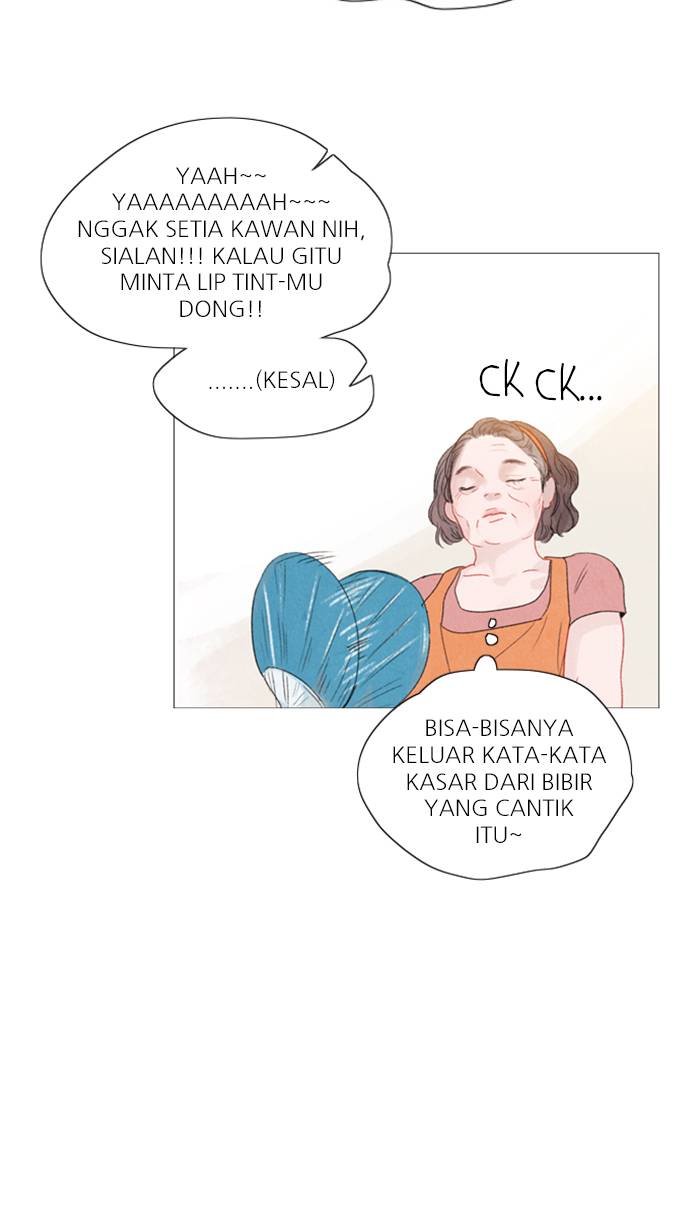 YAAH~~
YAAAAAAAAAH~~~
NGGAK SETIA KAWAN NIH,
SIALAN!!! KALAU GITU
MINTA LIP TINT-MU
DONG!!
.......(KESAL)
CK CK...
BISA-BISANYA
KELUAR KATA-KATA
KASAR DARI BIBIR
YANG CANTIK
ITU~